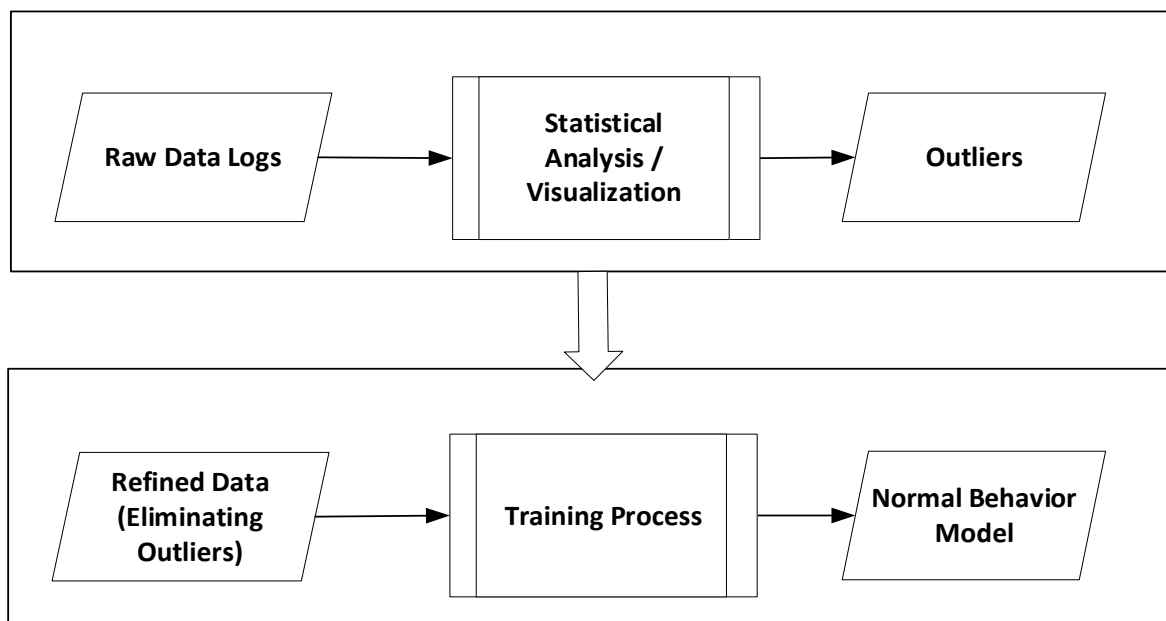 Raw Data Logs
Statistical
Analysis /
Visualization
Outliers
Refined Data
(Eliminating
Outliers)
Training Process
Normal Behavior
Model